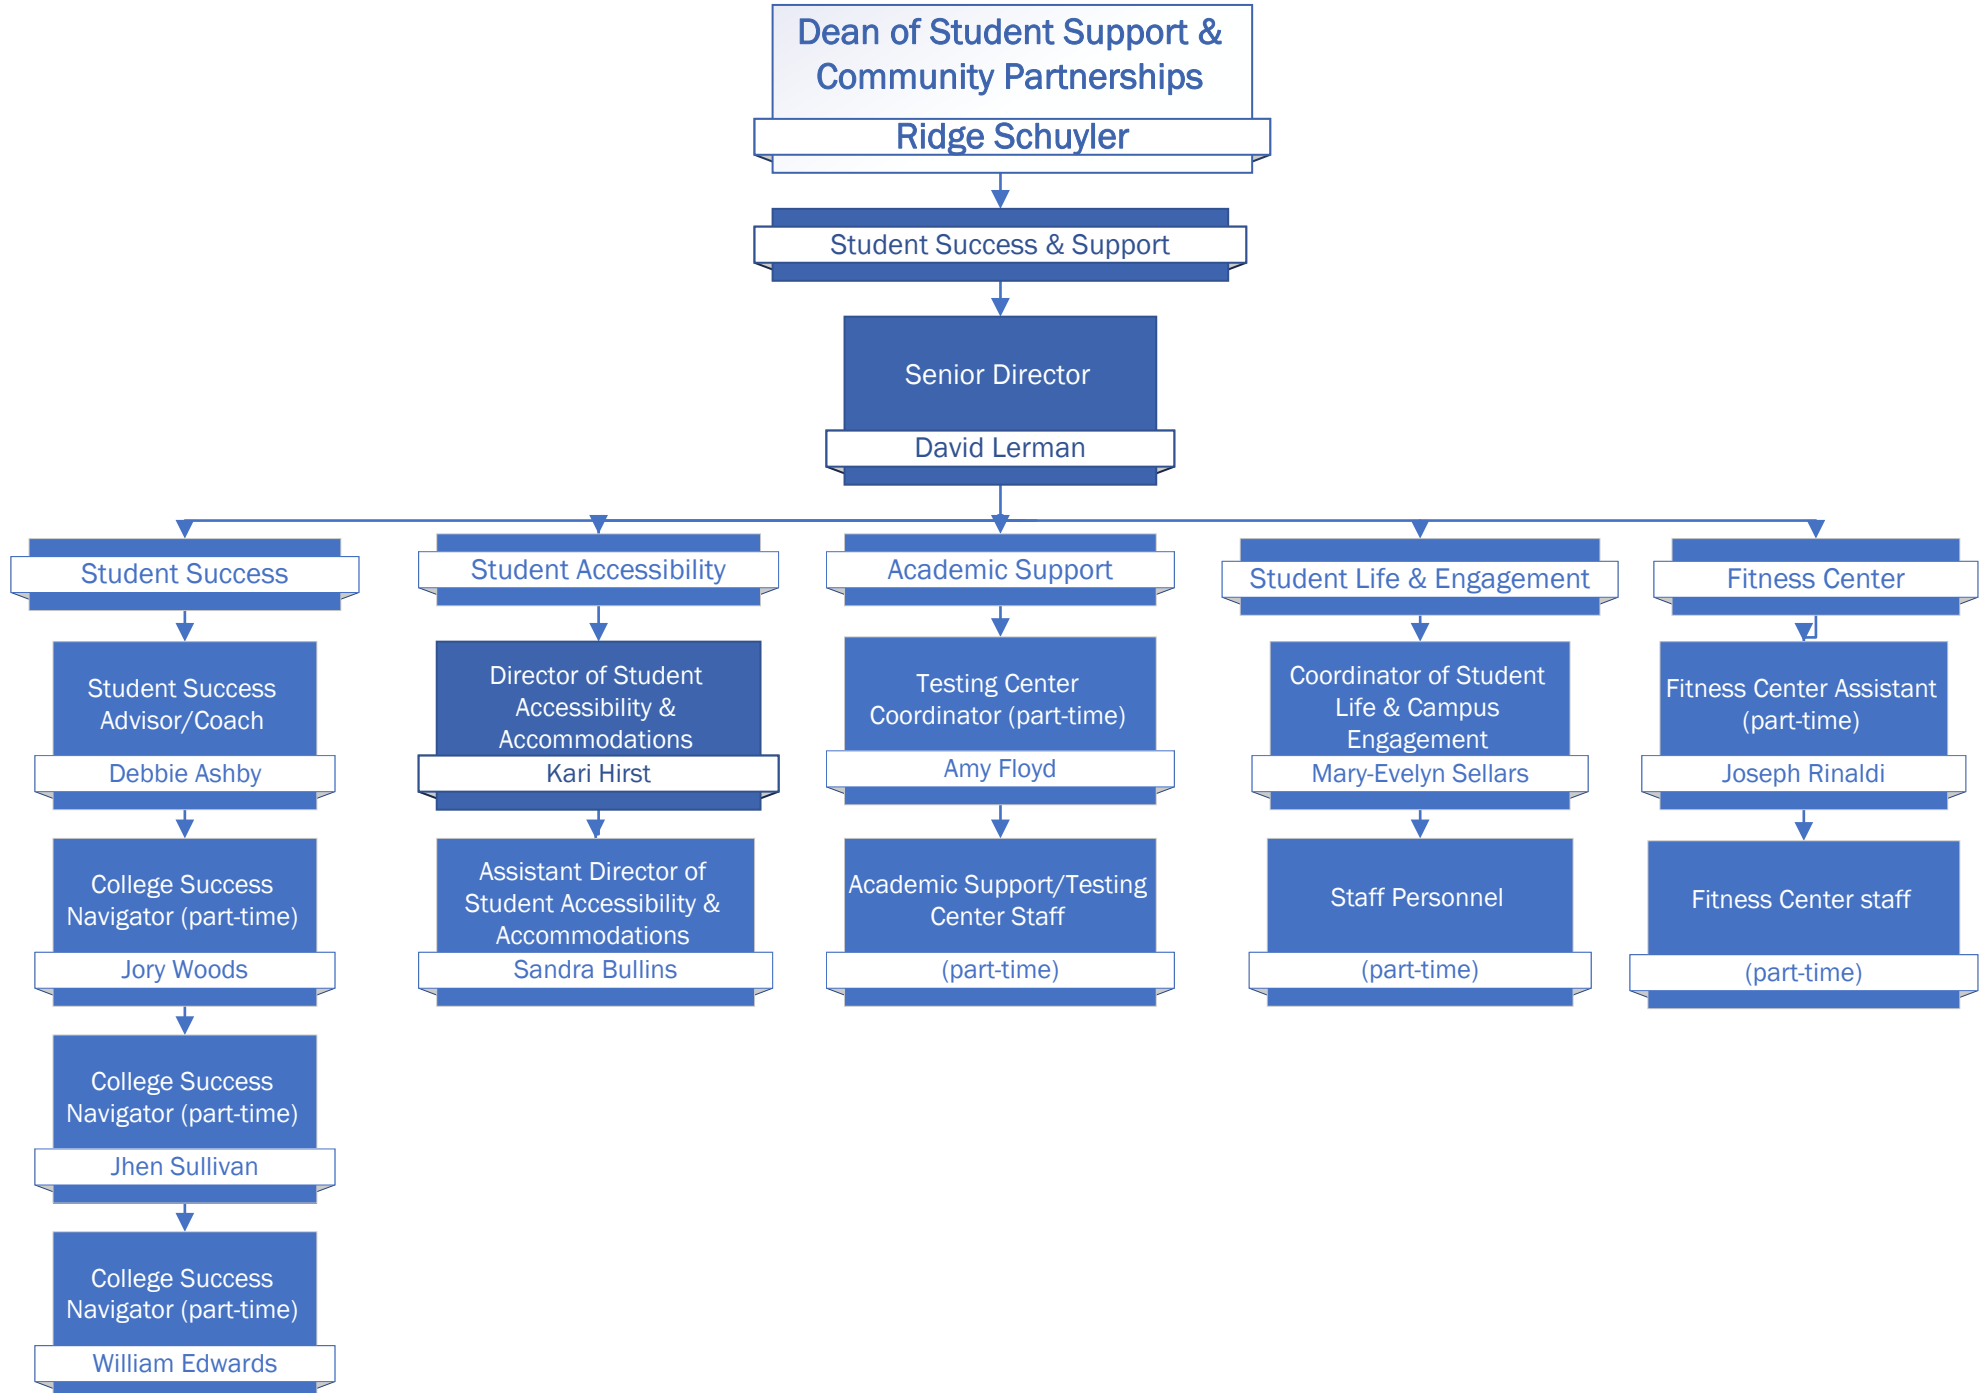 Dean of Student Support &
Community Partnerships
Ridge Schuyler
Student Success & Support
Senior Director
David Lerman
Student Success
Student Success
Advisor/Coach
Debbie Ashby
College Success
Navigator (part-time)
Jory Woods
College Success
Navigator (part-time)
Jhen Sullivan
College Success
Navigator (part-time)
William Edwards
Student Accessibility
Director of Student
Accessibility &
Accommodations
Kari Hirst
Assistant Director of
Student Accessibility &
Accommodations
Sandra Bullins
Academic Support
Testing Center
Coordinator (part-time)
Amy Floyd
Academic Support/Testing
Center Staff
(part-time)
Student Life & Engagement
Coordinator of Student
Life & Campus
Engagement
Mary-Evelyn Sellars
Staff Personnel
(part-time)
Fitness Center
Fitness Center Assistant
(part-time)
Joseph Rinaldi
Fitness Center staff
(part-time)